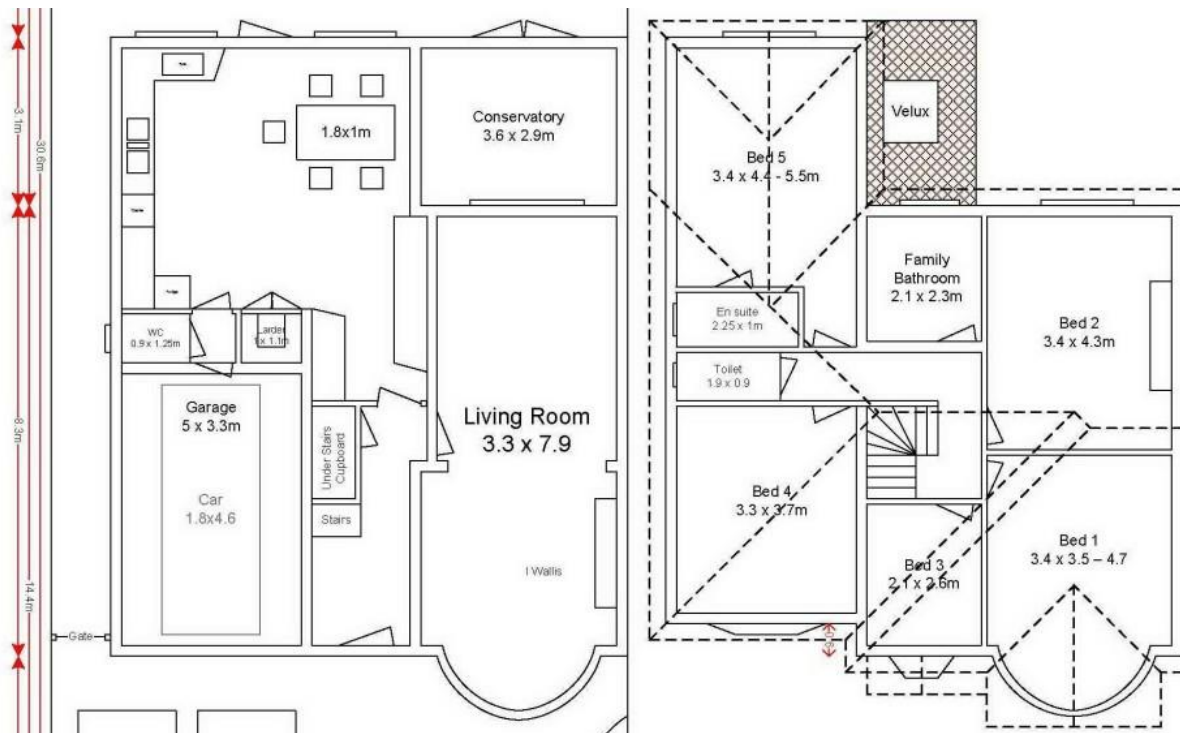 3.1m
30.6m
8.3m
14.4m
Gate
1.8x1m
Conservatory
3.6 x 2.9m
WC
0.9 x 1.25m
Larder
1 x 1.1m
Garage
5 x 3.3m
Car
1.8x4.6
Under Stairs
Cupboard
Stairs
Living Room
3.3 x 7.9
I Wallis
Velux
Bed 5
3.4 x 4.4 - 5.5m
En suite
2.25 x 1m
Family
Bathroom
2.1 x 2.3m
Bed 2
3.4 x 4.3m
Toilet
1.9 x 0.9
Bed 4
3.3 x 3.7m
Bed 3
2.1 x 2.6m
Bed 1
3.4 x 3.5 – 4.7